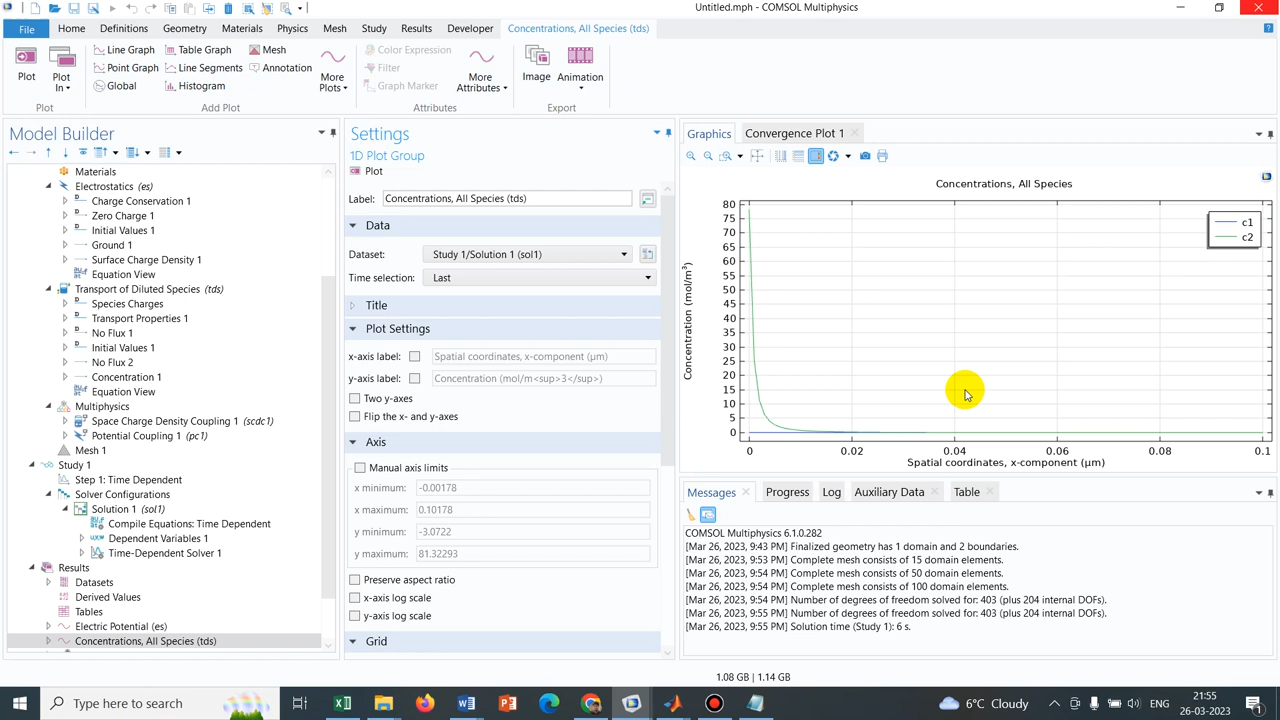 Untitled.mph - COMSOL Multiphysics
File
Home
Definitions
Geometry
Materials
Physics
Mesh
Study
Results
Developer
Concentrations, All Species (tds)
Plot
Plot In
Line Graph
Point Graph
Global
Table Graph
Line Segments
Histogram
Mesh
Annotation
More Plots
Color Expression
Filter
Graph Marker
More Attributes
Image
Animation
Plot
Add Plot
Attributes
Export
Model Builder
Materials
Electrostatics (es)
Charge Conservation 1
Zero Charge 1
Initial Values 1
Ground 1
Surface Charge Density 1
Equation View
Transport of Diluted Species (tds)
Species Charges
Transport Properties 1
No Flux 1
Initial Values 1
No Flux 2
Concentration 1
Equation View
Multiphysics
Space Charge Density Coupling 1 (scdc1)
Potential Coupling 1 (pc1)
Mesh 1
Study 1
Step 1: Time Dependent
Solver Configurations
Solution 1 (sol1)
Compile Equations: Time Dependent
Dependent Variables 1
Time-Dependent Solver 1
Results
Datasets
Derived Values
Tables
Electric Potential (es)
Concentrations, All Species (tds)
Settings
1D Plot Group
Plot
Label: Concentrations, All Species (tds)
Data
Dataset: Study 1/Solution 1 (sol1)
Time selection: Last
Title
Plot Settings
x-axis label: Spatial coordinates, x-component (µm)
y-axis label: Concentration (mol/m<sup>3</sup>)
Two y-axes
Flip the x- and y-axes
Axis
Manual axis limits
x minimum: -0.00178
x maximum: 0.10178
y minimum: -3.0722
y maximum: 81.32293
Preserve aspect ratio
x-axis log scale
y-axis log scale
Grid
Graphics
Convergence Plot 1
Concentrations, All Species
80
75
70
65
60
55
50
45
40
35
30
25
20
15
10
5
0
Concentration (mol/m³)
c1
c2
0 0.02 0.04 0.06 0.08 0.1
Spatial coordinates, x-component (µm)
Messages
Progress
Log
Auxiliary Data
Table
COMSOL Multiphysics 6.1.0.282
[Mar 26, 2023, 9:43 PM] Finalized geometry has 1 domain and 2 boundaries.
[Mar 26, 2023, 9:53 PM] Complete mesh consists of 15 domain elements.
[Mar 26, 2023, 9:54 PM] Complete mesh consists of 50 domain elements.
[Mar 26, 2023, 9:54 PM] Complete mesh consists of 100 domain elements.
[Mar 26, 2023, 9:54 PM] Number of degrees of freedom solved for: 403 (plus 204 internal DOFs).
[Mar 26, 2023, 9:55 PM] Number of degrees of freedom solved for: 403 (plus 204 internal DOFs).
[Mar 26, 2023, 9:55 PM] Solution time (Study 1): 6 s.
1.08 GB | 1.14 GB
Type here to search
6°C Cloudy
21:55
26-03-2023